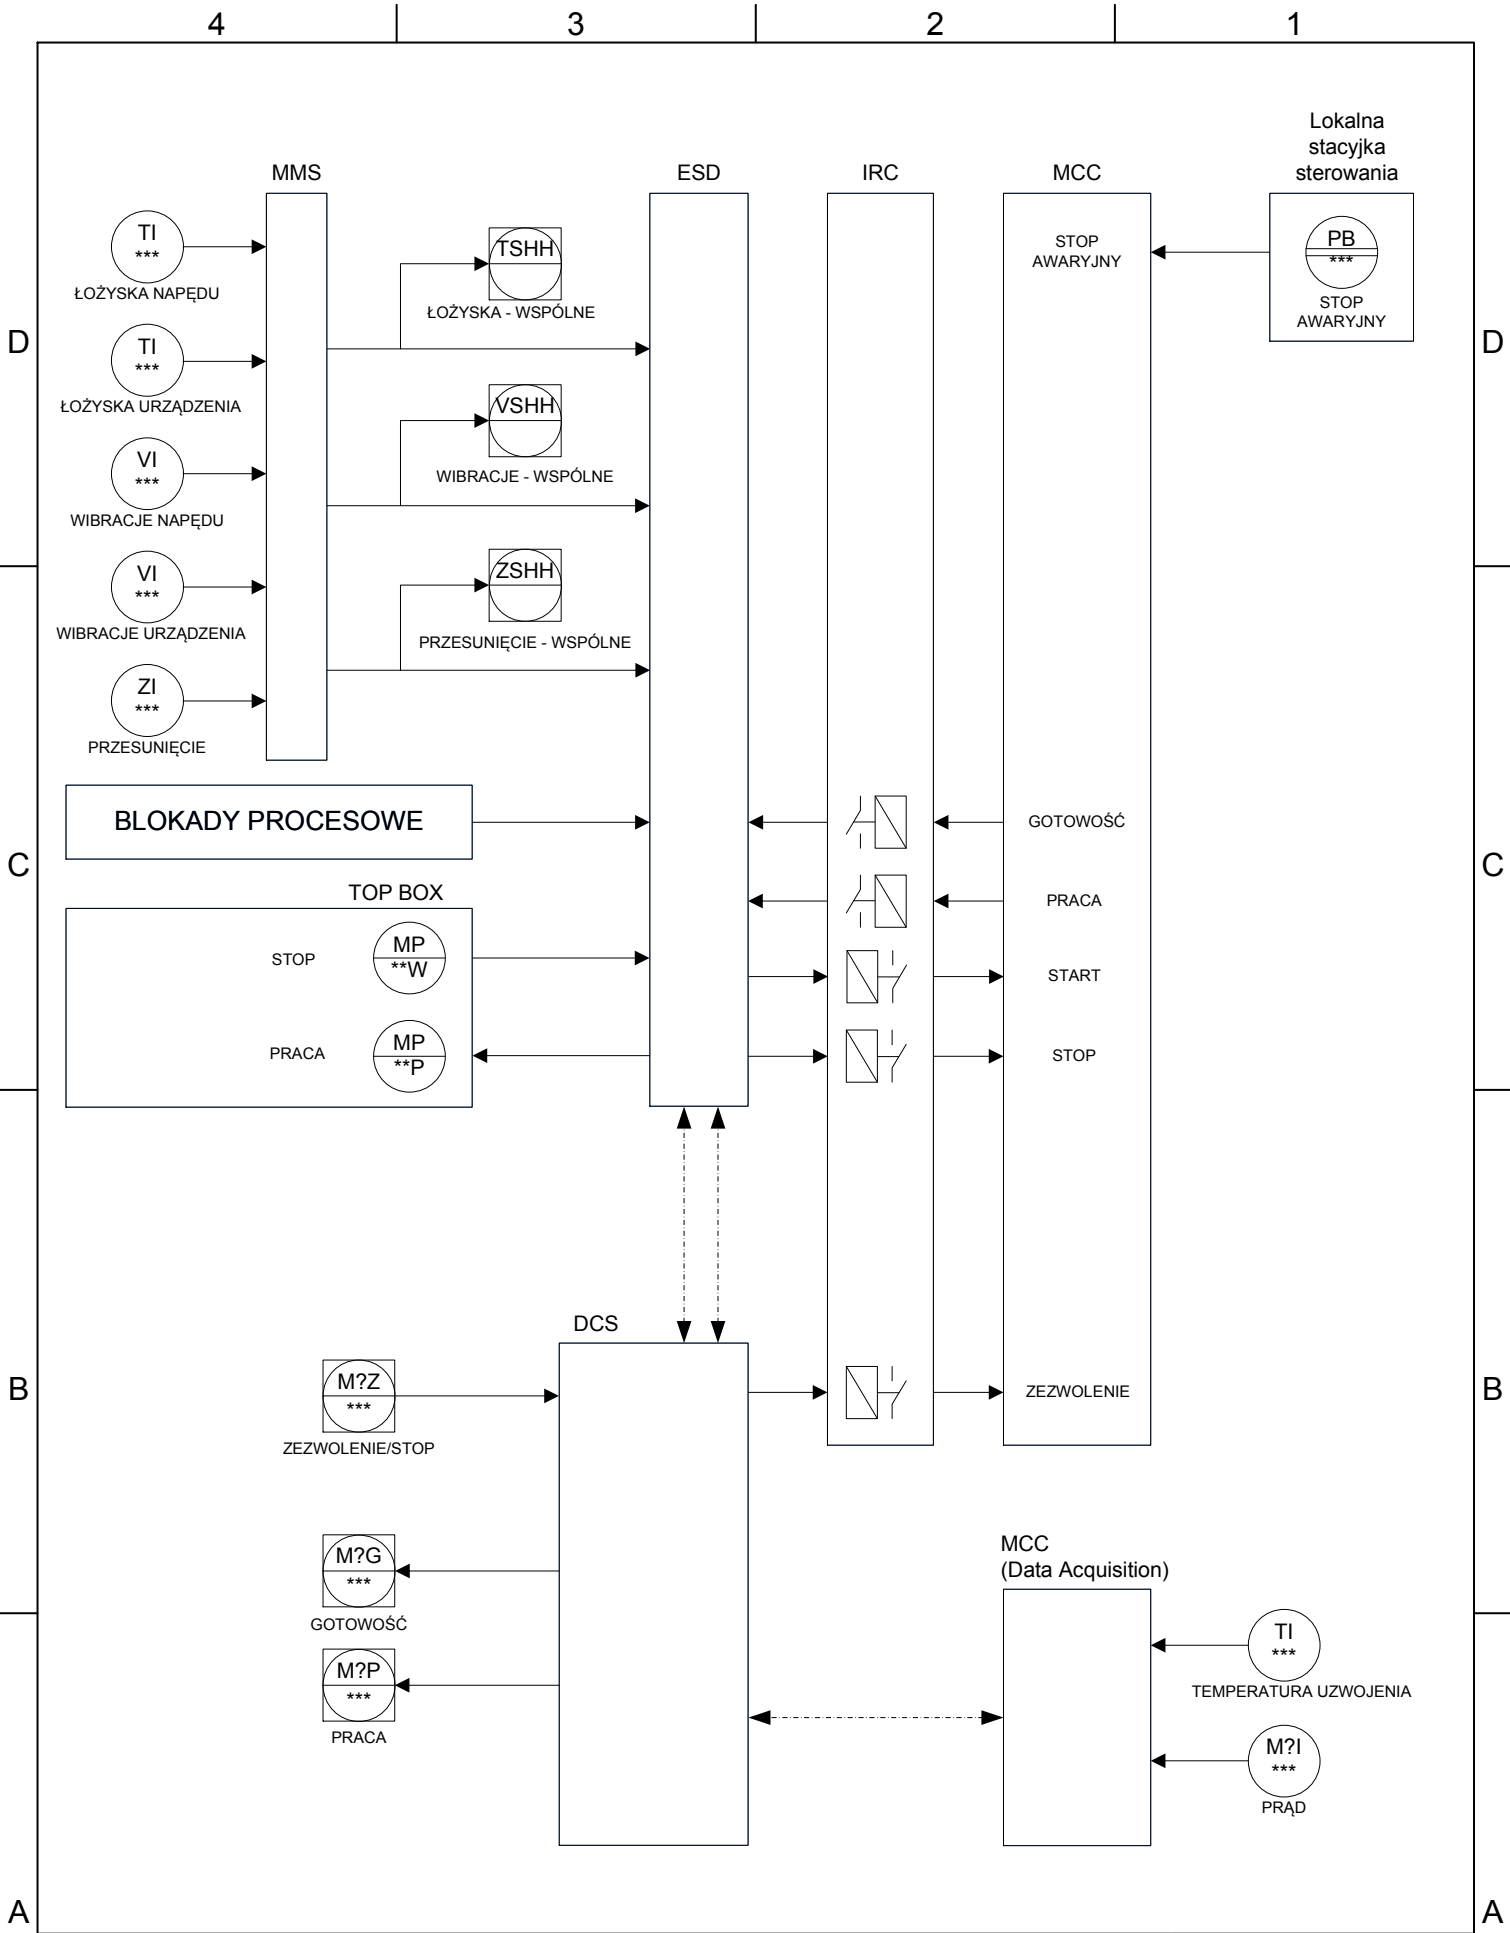 4 3 2 1
Lokalna
stacyjka
sterowania
MMS ESD IRC MCC
TI
***
ŁOŻYSKA NAPĘDU
TSHH
ŁOŻYSKA - WSPÓLNE
STOP
AWARYJNY
PB
***
STOP
AWARYJNY
D D
TI
***
ŁOŻYSKA URZĄDZENIA
VSHH
WIBRACJE - WSPÓLNE
VI
***
WIBRACJE NAPĘDU
VI
***
WIBRACJE URZĄDZENIA
ZSHH
PRZESUNIĘCIE - WSPÓLNE
ZI
***
PRZESUNIĘCIE
BLOKADY PROCESOWE
GOTOWOŚĆ
C C
TOP BOX
PRACA
STOP
MP
**W
START
PRACA
MP
**P
STOP
DCS
B B
M?Z
***
ZEZWOLENIE/STOP
ZEZWOLENIE
M?G
***
GOTOWOŚĆ
MCC
(Data Acquisition)
M?P
***
PRACA
TI
***
TEMPERATURA UZWOJENIA
M?I
***
PRĄD
A A